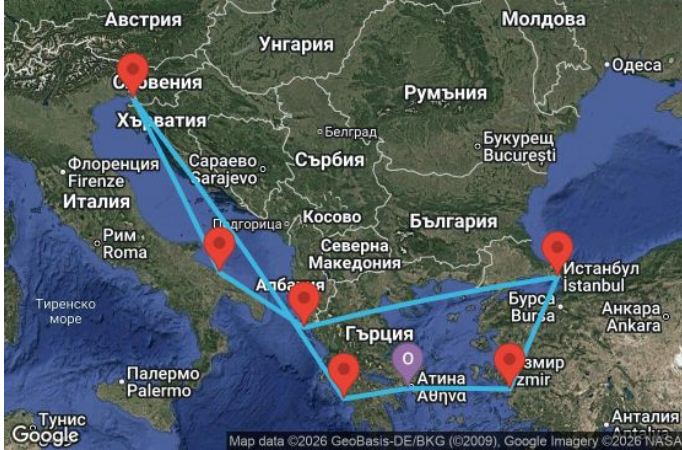 Австрия
Молдова
Унгария
Одеса
Словения
Румъния
Хърватия
Белград
Букурещ
București
Флоренция
Firenze
Сараево
Sarajevo
Сърбия
Италия
Подгорица
Косово
България
Рим
Roma
Северна
Македония
Истанбул
İstanbul
Албания
Бурса
Bursa
Анкара
Ankara
Тиренско
море
Гърция
O
Палермо
Palermo
Атина
Αθήνα
змир
zmir
Тунис
Анталия
Google
Map data ©2026 GeoBasis-DE/BKG (©2009), Google Imagery ©2026 NASA